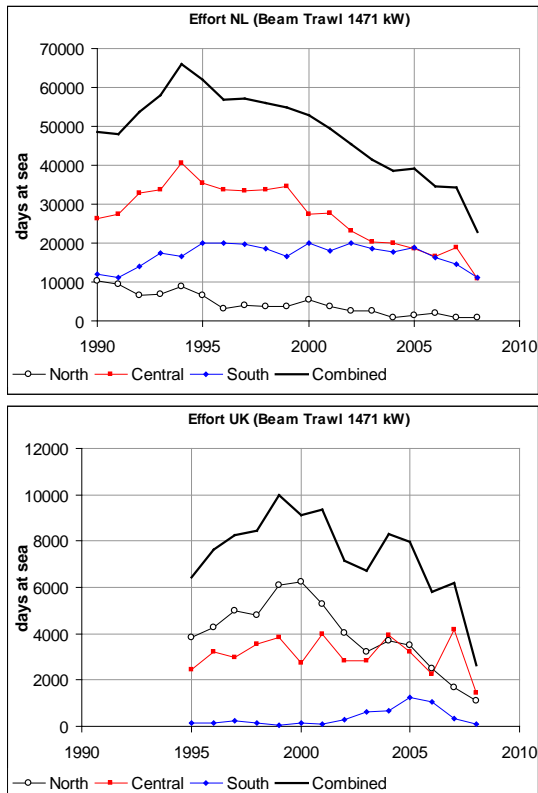 Effort NL (Beam Trawl 1471 kW)
70000
60000
50000
40000
30000
20000
10000
0
days at sea
1990 1995 2000 2005 2010
North Central South Combined
Effort UK (Beam Trawl 1471 kW)
12000
10000
8000
6000
4000
2000
0
days at sea
1990 1995 2000 2005 2010
North Central South Combined